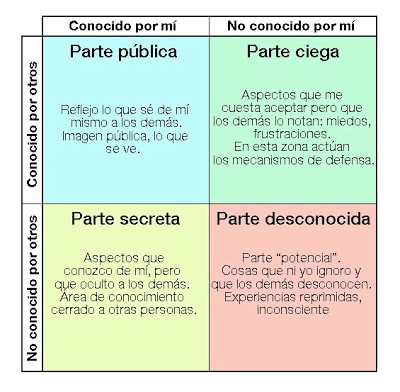 Conocido por mí
No conocido por mí
Conocido por otros
Parte pública
Reflejo lo que sé de mí
mismo a los demás.
Imagen pública, lo que
se ve.
Parte ciega
Aspectos que me
cuesta aceptar pero que
los demás lo notan: miedos,
frustraciones.
En esta zona actúan
los mecanismos de defensa.
No conocido por otros
Parte secreta
Aspectos que
conozco de mí, pero
que oculto a los demás.
Área de conocimiento
cerrado a otras personas.
Parte desconocida
Parte “potencial”.
Cosas que ni yo ignoro y
que los demás desconocen.
Experiencias reprimidas,
inconsciente